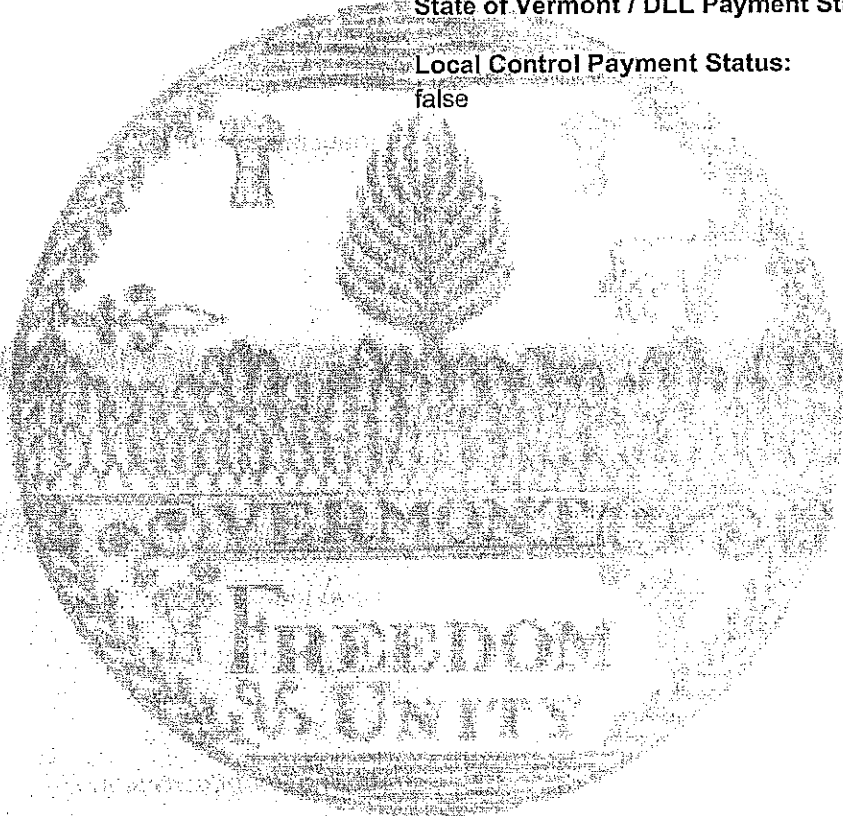 State of Vermont / DLL Payment St
Local Control Payment Status:
false
VERMONT
FREEDOM
& UNITY